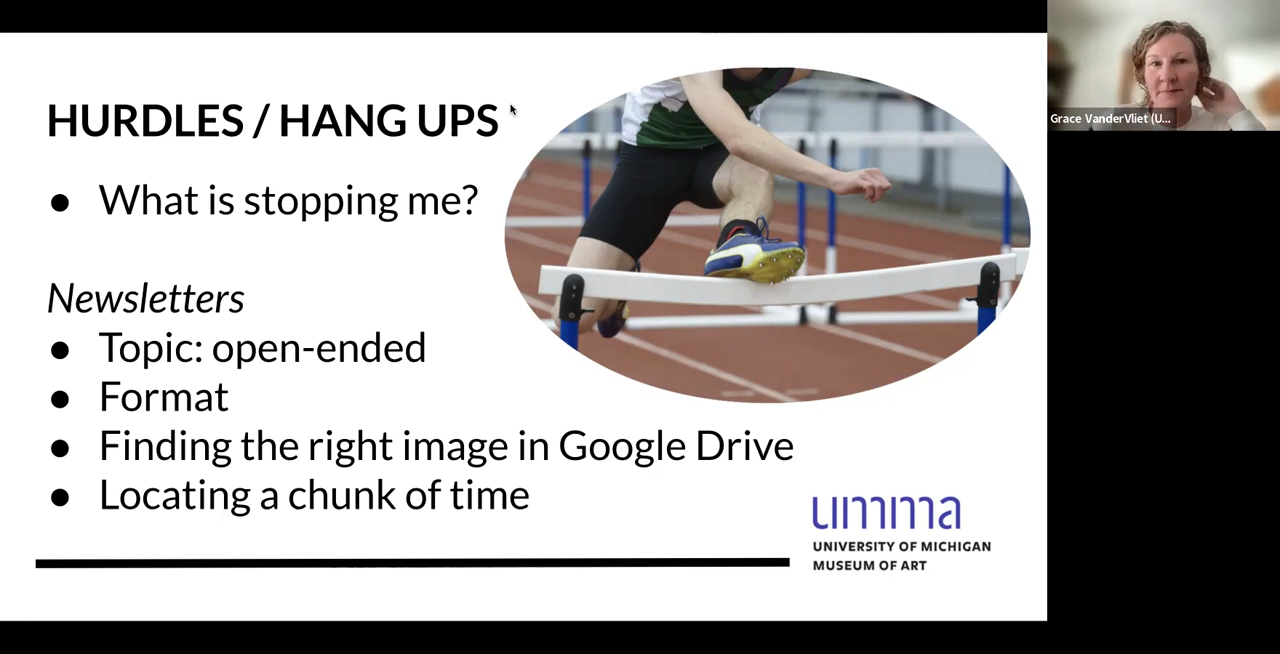 HURDLES / HANG UPS
● What is stopping me?
Newsletters
● Topic: open-ended
● Format
● Finding the right image in Google Drive
● Locating a chunk of time
umma
UNIVERSITY OF MICHIGAN
MUSEUM OF ART
Grace VanderVliet (U...